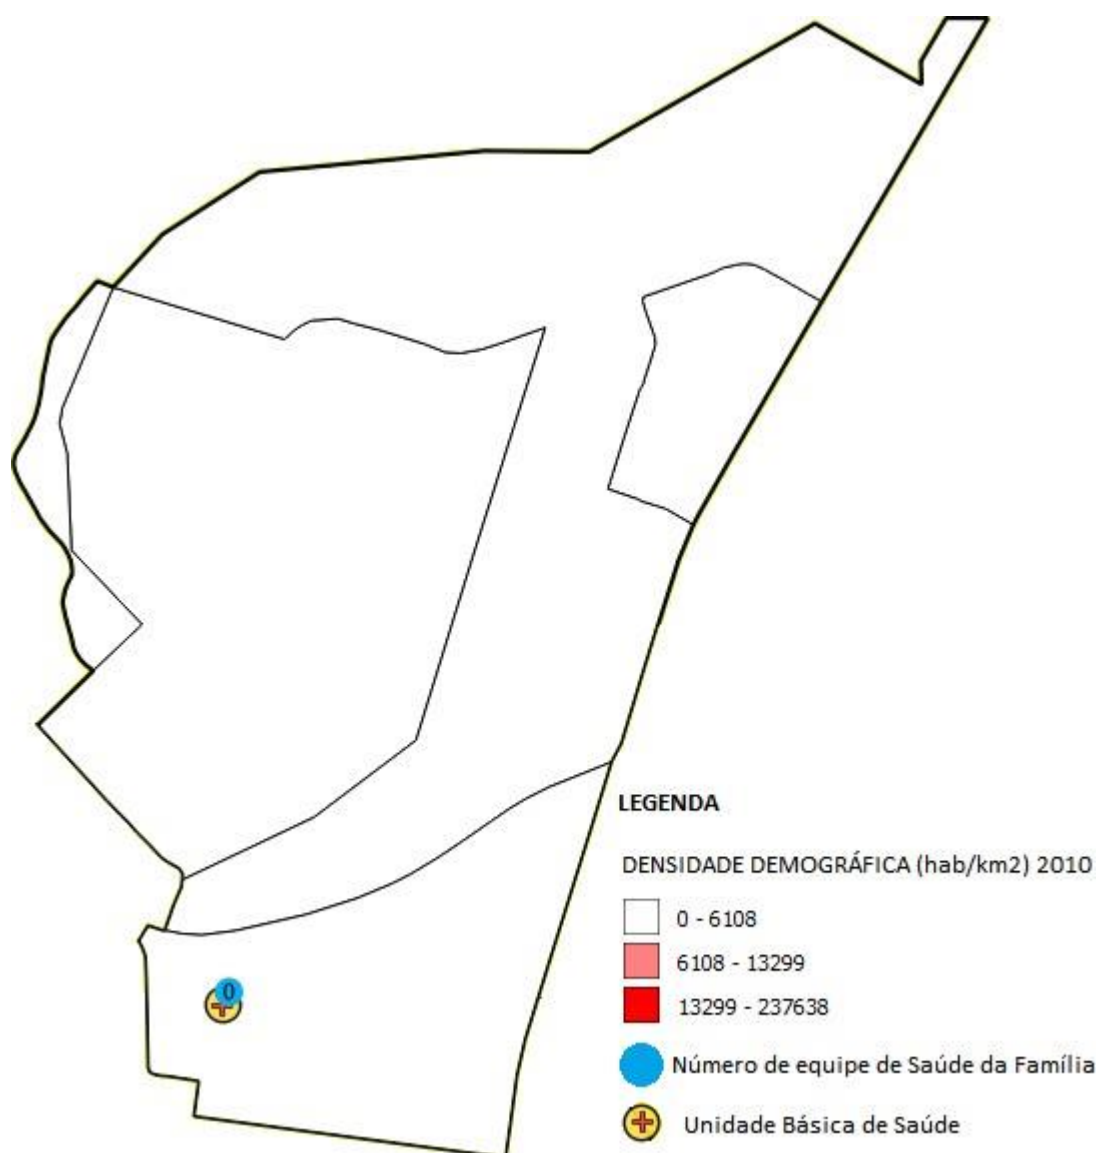 0
LEGENDA
DENSIDADE DEMOGRÁFICA (hab/km2) 2010
0 - 6108
6108 - 13299
13299 - 237638
Número de equipe de Saúde da Família
Unidade Básica de Saúde